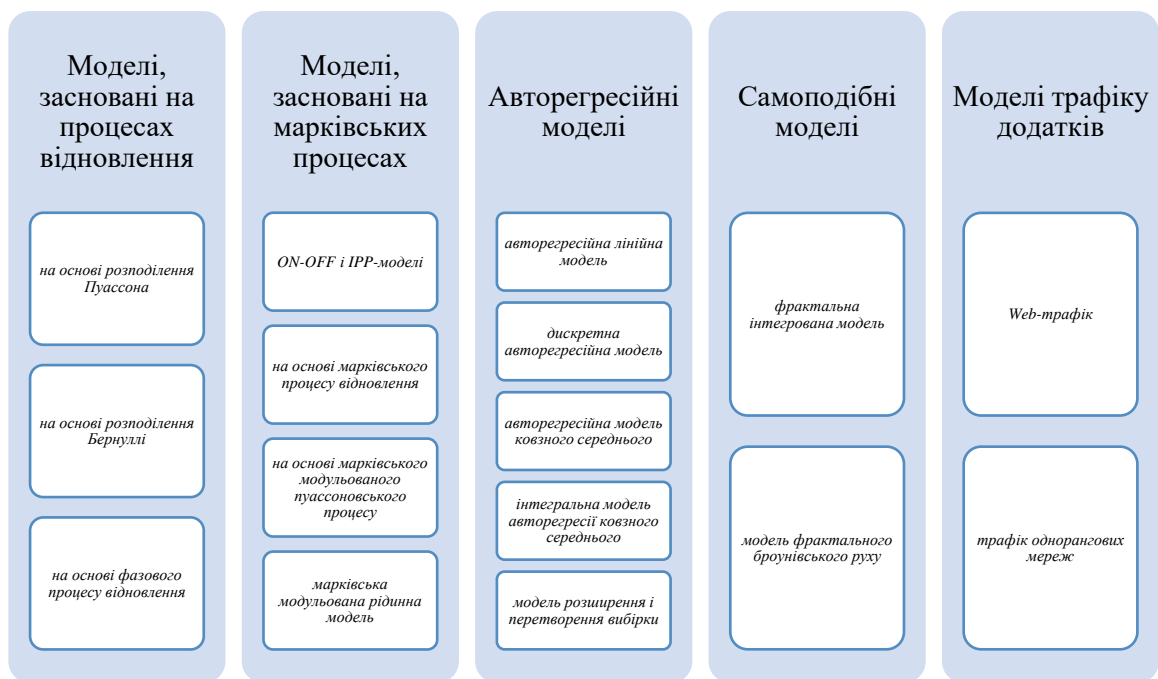 Моделі,
засновані на
процесах
відновлення
на основі розподілення
Пуассона
на основі розподілення
Бернуллі
на основі фазового
процесу відновлення
Моделі,
засновані на
марківських
процесах
ON-OFF і IPP-моделі
на основі марківського
процесу відновлення
на основі марківського
модульованого
пуассоновського
процесу
марківська
модульована рідинна
модель
Авторегресійні
моделі
авторегресійна лінійна
модель
дискретна
авторегресійна модель
авторегресійна модель
ковзного середнього
інтегральна модель
авторегресії ковзного
середнього
модель розширення і
перетворення вибірки
Самоподібні
моделі
фрактальна
інтегрована модель
модель фрактального
броунівського руху
Моделі трафіку
додатків
Web-трафік
трафік однорангових
мереж